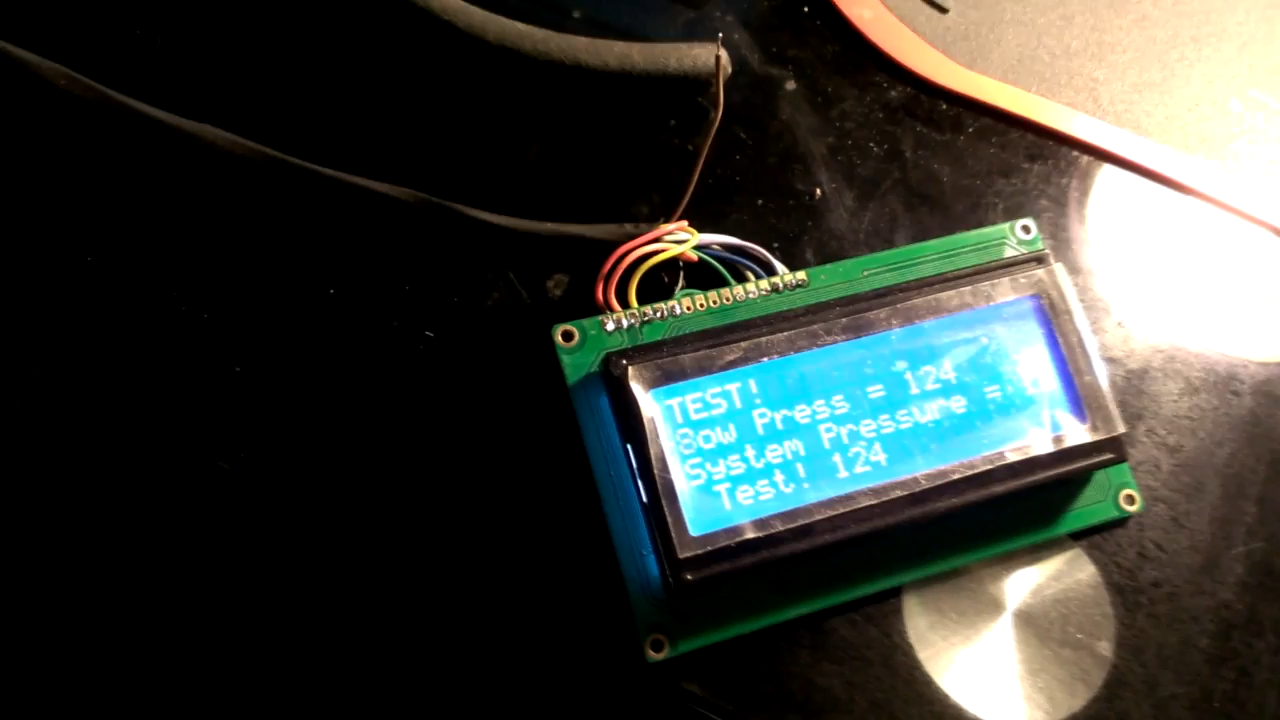 TEST!
Bow Press = 124
System Pressure =
Test! 124